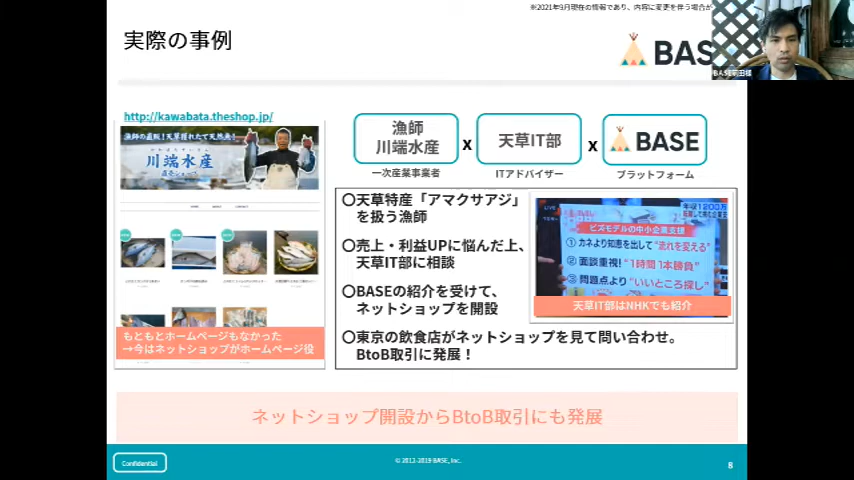 ※2021年9月現在の情報であり、内容に変更を伴う場合が
実際の事例
BASE
http://kawabata.theshop.jp/
漁師の直販!天草獲れたて天然魚!
川端水産
直売ショップ
もともとホームページもなかった
→今はネットショップがホームページ役
漁師
川端水産
x
天草IT部
x
BASE
一次産業事業者
ITアドバイザー
プラットフォーム
〇天草特産「アマクサアジ」
を扱う漁師
〇売上・利益UPに悩んだ上、
天草IT部に相談
〇BASEの紹介を受けて、
ネットショップを開設
〇東京の飲食店がネットショップを見て問い合わせ。
BtoB取引に発展!
年収1200万
ビズモデルの中小企業支援
①カネより知恵を出して"流れを変える"
②面談重視!"1時間1本勝負"
③問題点より"いいところ探し"
天草IT部はNHKでも紹介
ネットショップ開設からBtoB取引にも発展
Confidential
© 2012-2019 BASE, Inc.
8